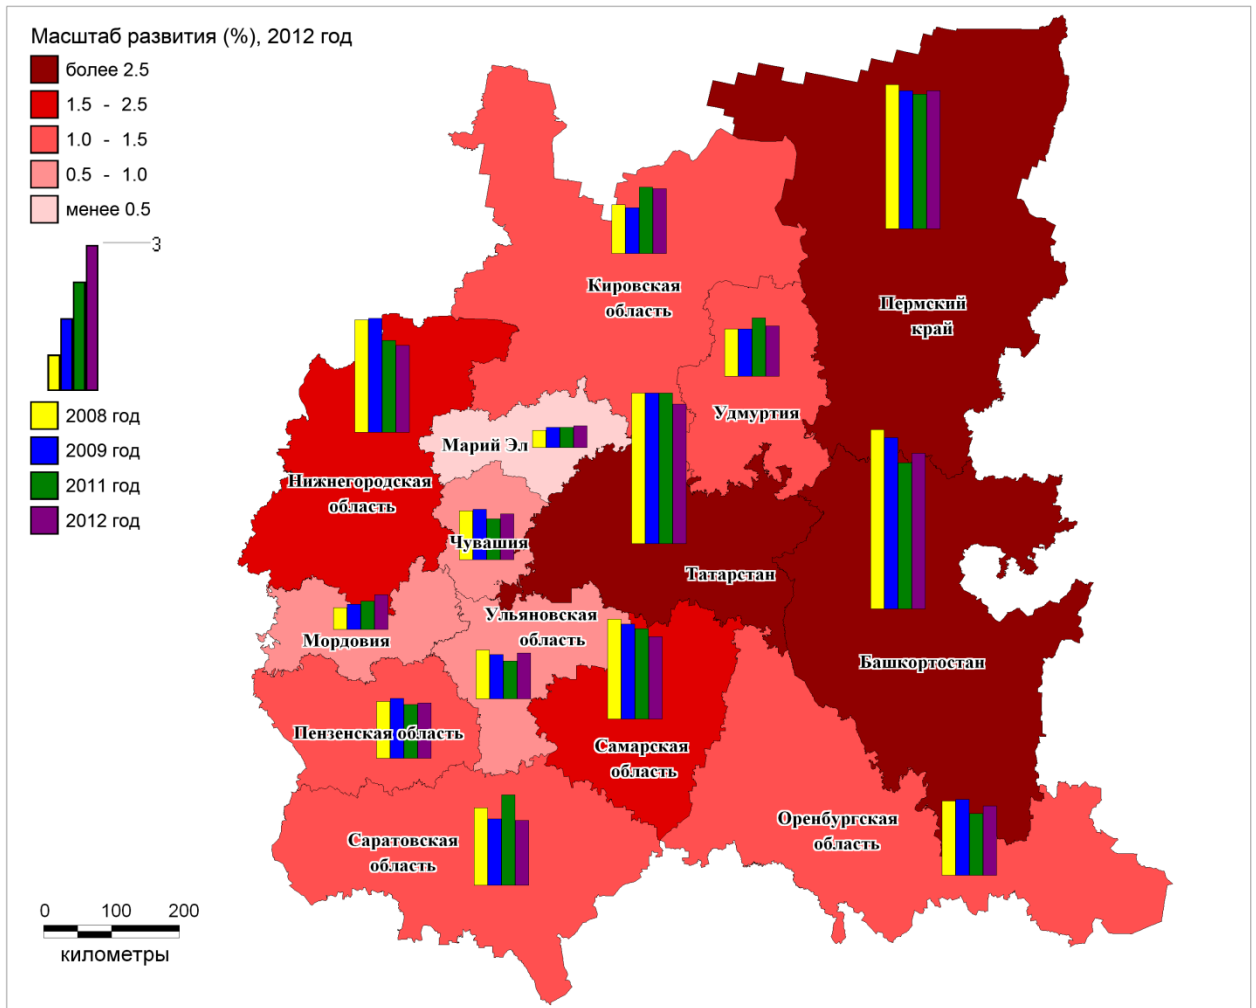 Масштаб развития (%), 2012 год
более 2.5
1.5 - 2.5
1.0 - 1.5
0.5 - 1.0
менее 0.5
3
2008 год
2009 год
2011 год
2012 год
Кировская
область
Пермский
край
Удмуртия
Марий Эл
Нижегородская
область
Чувашия
Татарстан
Ульяновская
область
Мордовия
Башкортостан
Пензенская область
Самарская
область
Оренбургская
область
Саратовская
область
0 100 200
километры